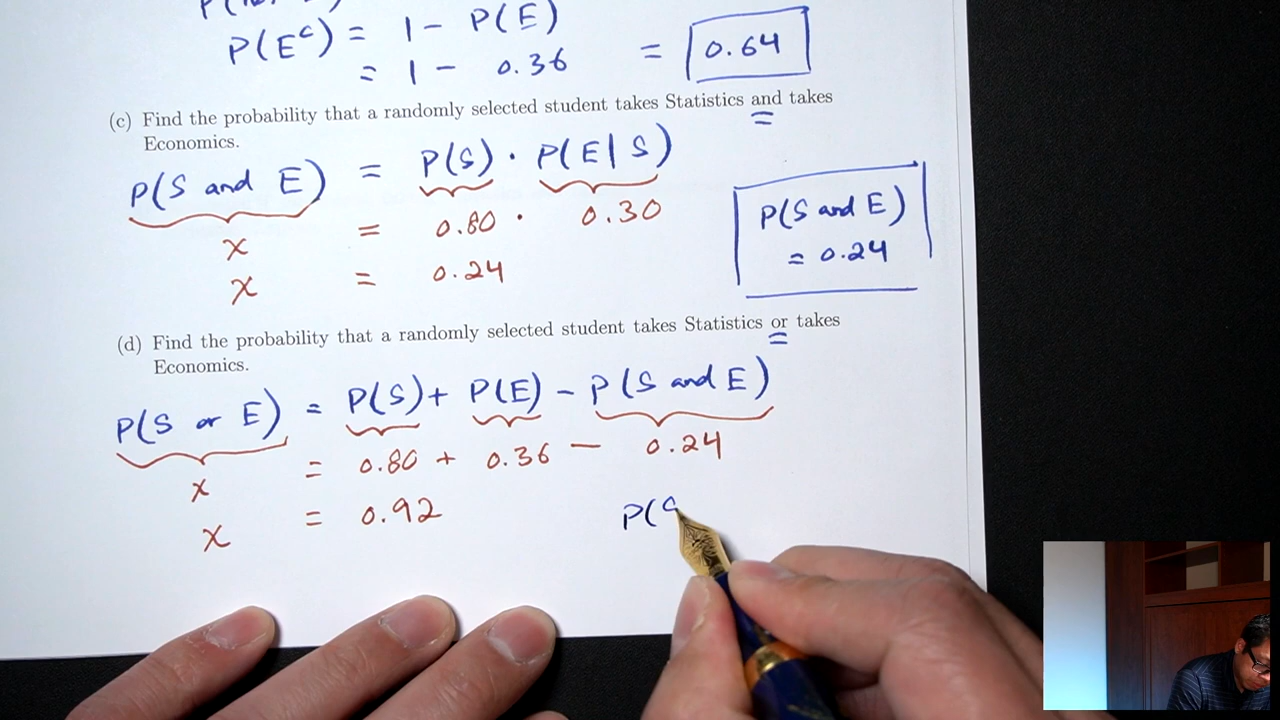 P(E^c) = 1 - P(E)
= 1 - 0.36 = 0.64
(c) Find the probability that a randomly selected student takes Statistics and takes
Economics.
P(S and E) = P(S) · P(E|S)
x = 0.80 · 0.30
x = 0.24
P(S and E)
= 0.24
(d) Find the probability that a randomly selected student takes Statistics or takes
Economics.
P(S or E) = P(S) + P(E) - P(S and E)
x = 0.80 + 0.36 - 0.24
x = 0.92
P(S